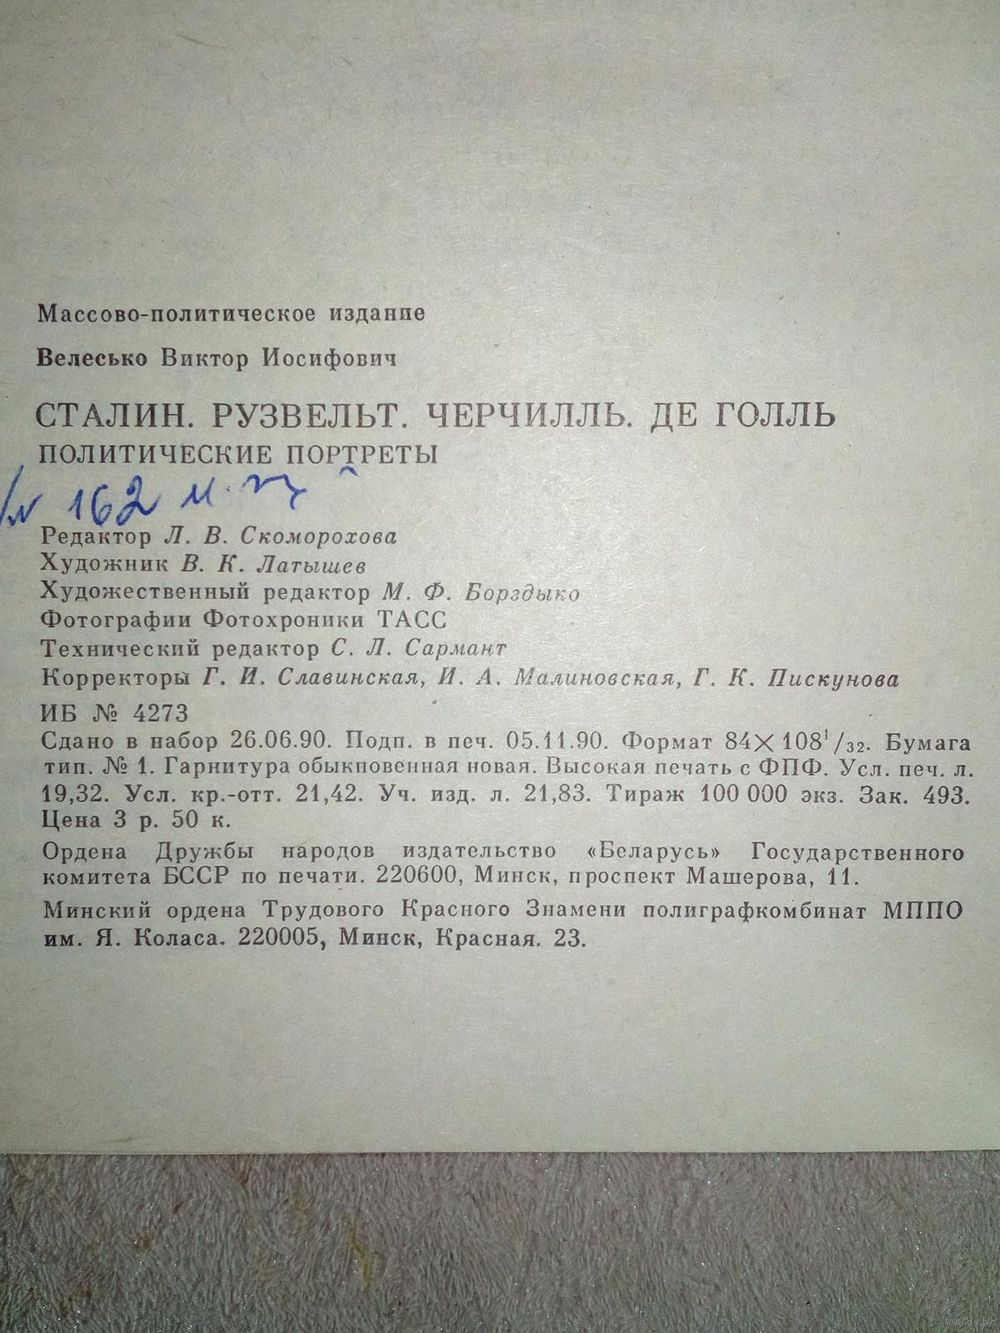 Массово-политическое издание
Велесько Виктор Иосифович
СТАЛИН. РУЗВЕЛЬТ. ЧЕРЧИЛЛЬ. ДЕ ГОЛЛЬ
ПОЛИТИЧЕСКИЕ ПОРТРЕТЫ
162
Редактор Л. В. Скоморохова
Художник В. К. Латышев
Художественный редактор М. Ф. Борздыко
Фотографии Фотохроники ТАСС
Технический редактор С. Л. Сармант
Корректоры Г. И. Славинская, И. А. Малиновская, Г. К. Пискунова
ИБ № 4273
Сдано в набор 26.06.90. Подп. в печ. 05.11.90. Формат 84×108¹/₃₂. Бумага
тип. № 1. Гарнитура обыкновенная новая. Высокая печать с ФПФ. Усл. печ. л.
19,32. Усл. кр.-отт. 21,42. Уч. изд. л. 21,83. Тираж 100 000 экз. Зак. 493.
Цена 3 р. 50 к.
Ордена Дружбы народов издательство «Беларусь» Государственного
комитета БССР по печати. 220600, Минск, проспект Машерова, 11.
Минский ордена Трудового Красного Знамени полиграфкомбинат МППО
им. Я. Коласа. 220005, Минск, Красная. 23.